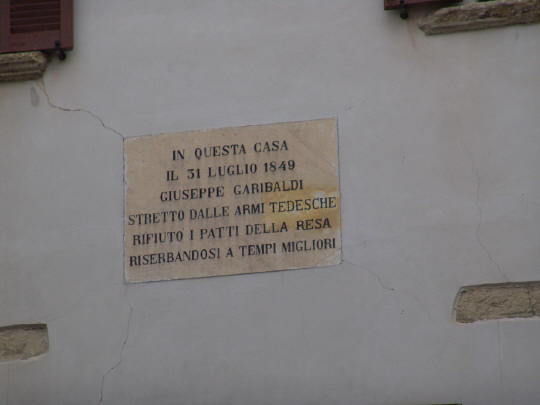 IN QUESTA CASA
IL 31 LUGLIO 1849
GIUSEPPE GARIBALDI
STRETTO DALLE ARMI TEDESCHE
RIFIUTO I PATTI DELLA RESA
RISERBANDOSI A TEMPI MIGLIORI